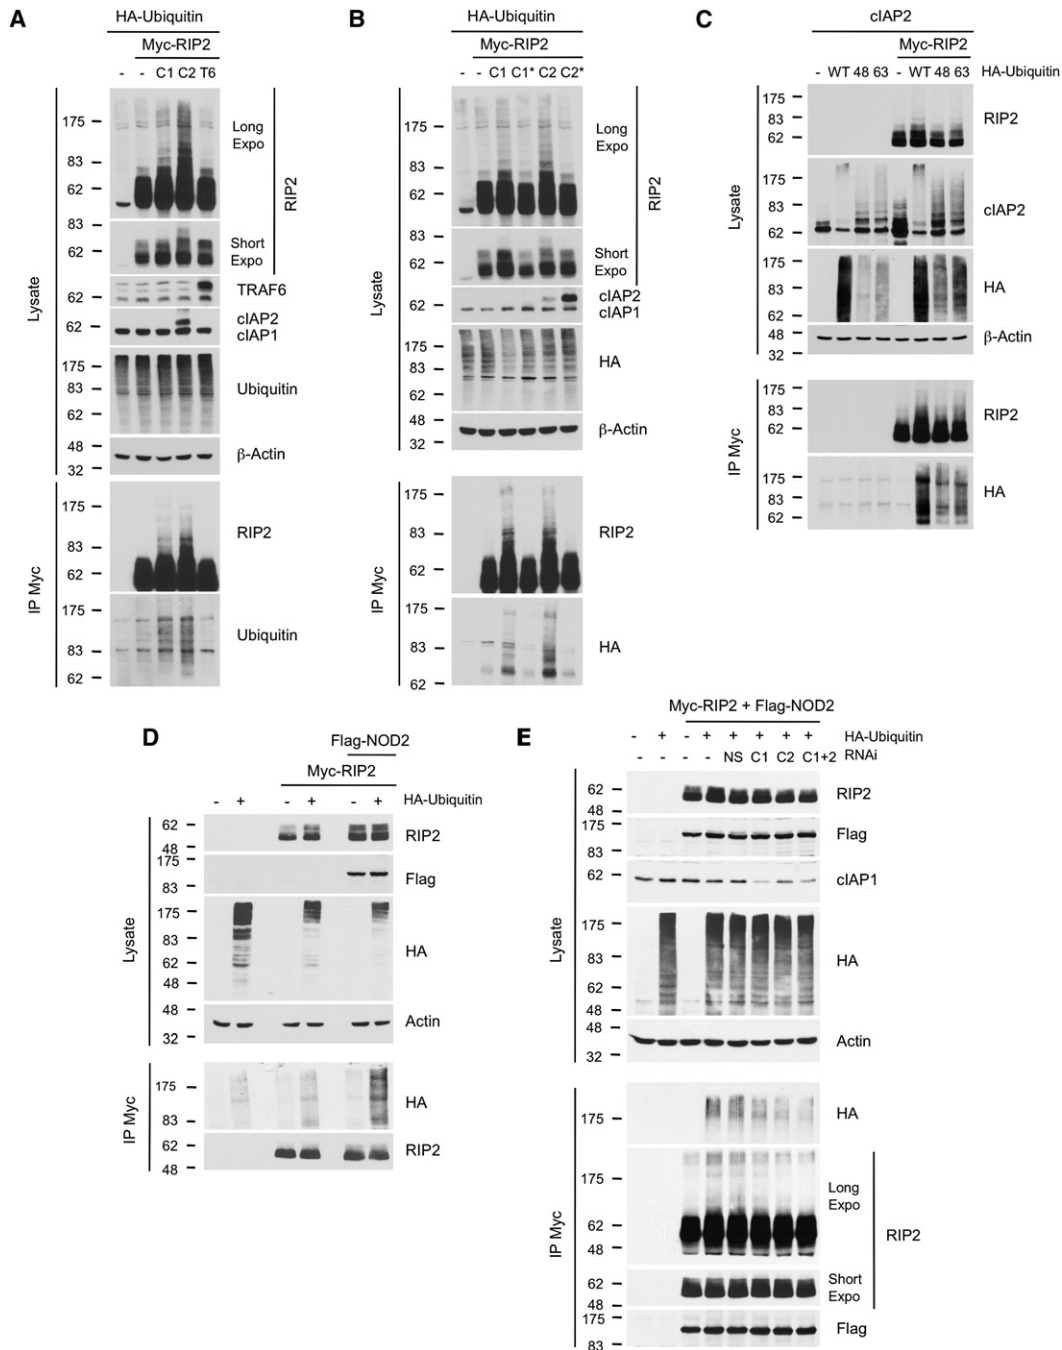 A
HA-Ubiquitin
Myc-RIP2
- - C1 C2 T6
Lysate
175
83
62
Long
Expo
83
62
Short
Expo
RIP2
62
TRAF6
62
cIAP2
cIAP1
175
83
62
Ubiquitin
48
32
β-Actin
IP Myc
175
83
62
RIP2
175
83
62
Ubiquitin
B
HA-Ubiquitin
Myc-RIP2
- - C1 C1* C2 C2*
Lysate
175
83
62
Long
Expo
83
62
Short
Expo
RIP2
62
cIAP2
cIAP1
175
83
62
HA
48
32
β-Actin
IP Myc
175
83
62
RIP2
175
83
62
HA
C
cIAP2
Myc-RIP2
- WT 48 63 - WT 48 63 HA-Ubiquitin
Lysate
175
83
62
RIP2
175
83
62
cIAP2
175
83
62
HA
48
32
β-Actin
IP Myc
175
83
62
RIP2
175
83
62
HA
D
Flag-NOD2
Myc-RIP2
- + - + - + HA-Ubiquitin
Lysate
62
48
RIP2
175
83
Flag
175
83
62
48
HA
48
32
Actin
IP Myc
175
83
HA
62
48
RIP2
E
Myc-RIP2 + Flag-NOD2
- + - + + + + + HA-Ubiquitin
- - - - NS C1 C2 C1+2 RNAi
Lysate
62
48
RIP2
175
83
Flag
62
cIAP1
175
83
62
48
HA
48
32
Actin
IP Myc
175
HA
175
62
48
Long
Expo
62
48
Short
Expo
RIP2
175
83
Flag